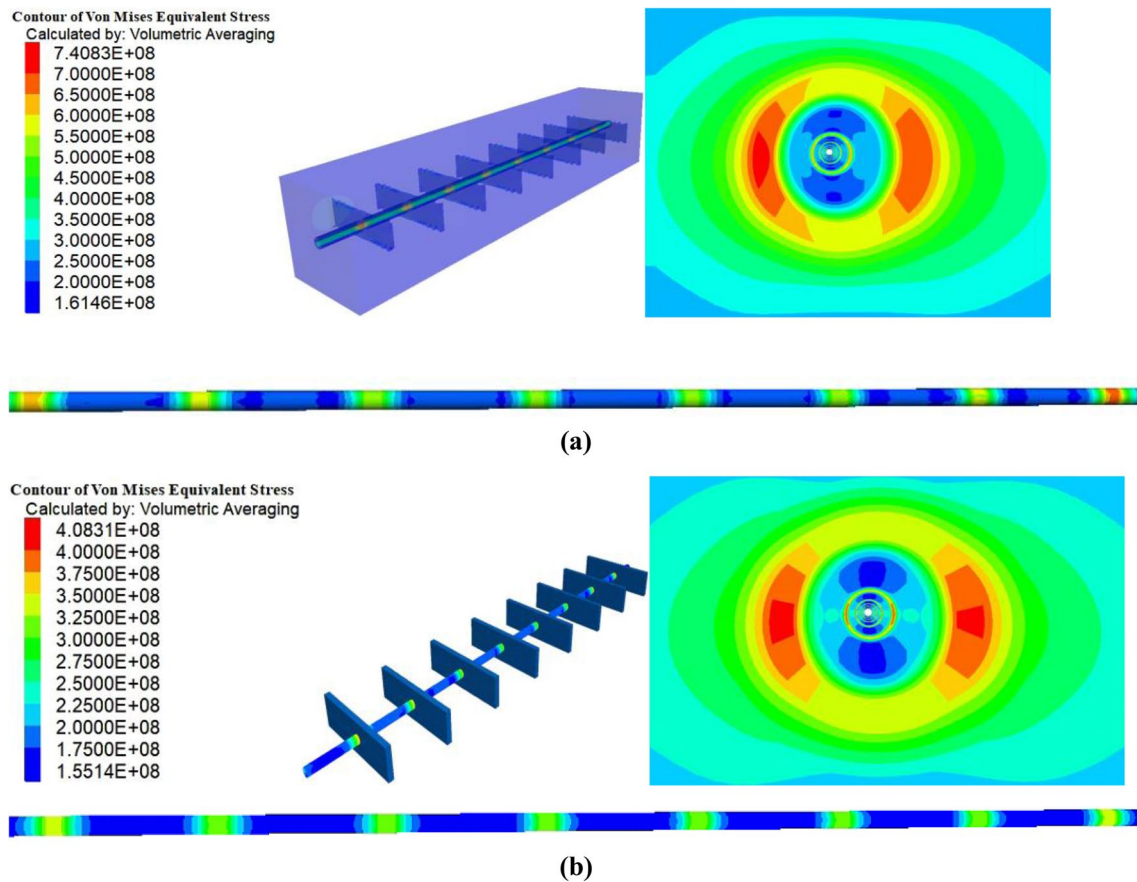 Contour of Von Mises Equivalent Stress
Calculated by: Volumetric Averaging
7.4083E+08
7.0000E+08
6.5000E+08
6.0000E+08
5.5000E+08
5.0000E+08
4.5000E+08
4.0000E+08
3.5000E+08
3.0000E+08
2.5000E+08
2.0000E+08
1.6146E+08
(a)
Contour of Von Mises Equivalent Stress
Calculated by: Volumetric Averaging
4.0831E+08
4.0000E+08
3.7500E+08
3.5000E+08
3.2500E+08
3.0000E+08
2.7500E+08
2.5000E+08
2.2500E+08
2.0000E+08
1.7500E+08
1.5514E+08
(b)